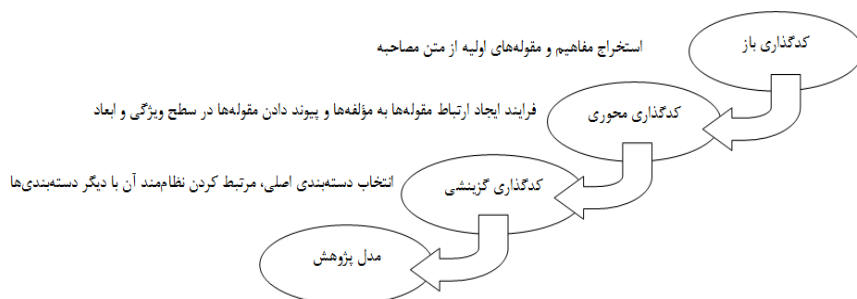 کدگذاری باز
استخراج مفاهیم و مقوله‌های اولیه از متن مصاحبه
کدگذاری محوری
فرایند ایجاد ارتباط مقوله‌ها به مؤلفه‌ها و پیوند دادن مقوله‌ها در سطح ویژگی و ابعاد
کدگذاری گزینشی
انتخاب دسته‌بندی اصلی، مرتبط کردن نظام‌مند آن با دیگر دسته‌بندی‌ها
مدل پژوهش